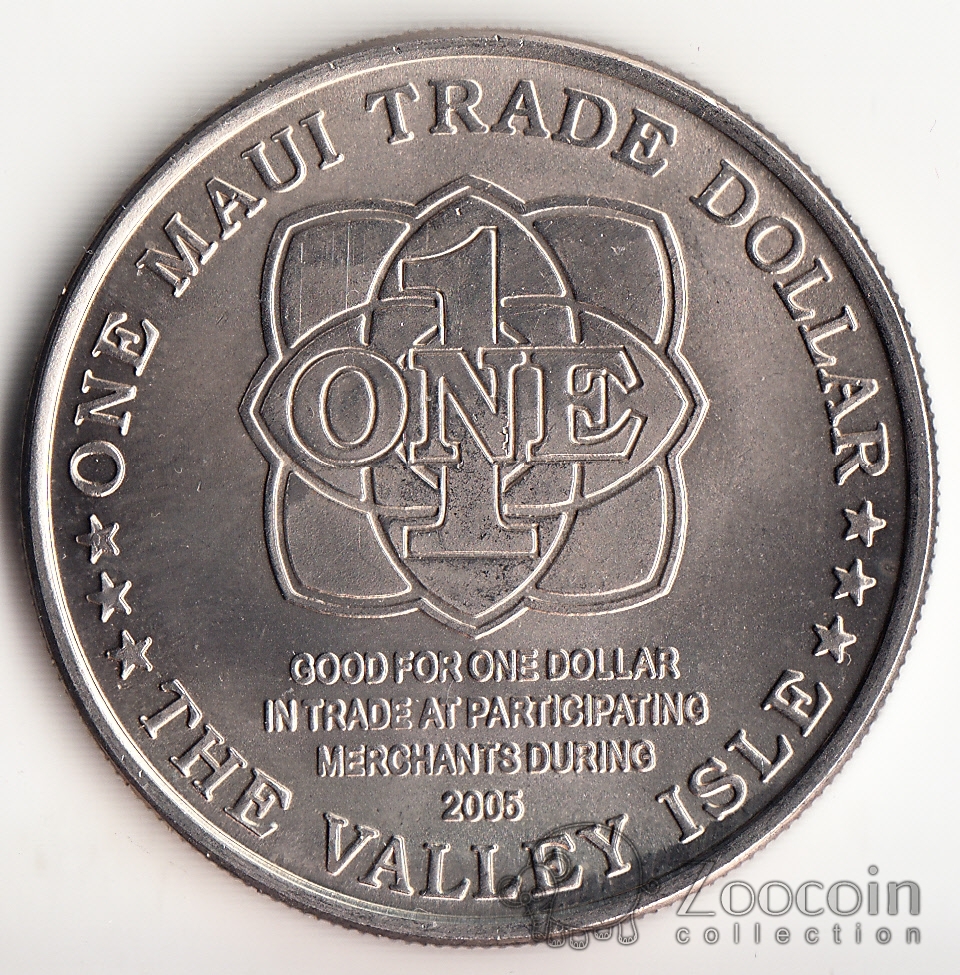 ONE MAUI TRADE DOLLAR
1
ONE
GOOD FOR ONE DOLLAR
IN TRADE AT PARTICIPATING
MERCHANTS DURING
2005
THE VALLEY ISLE
Zoocoin
collection